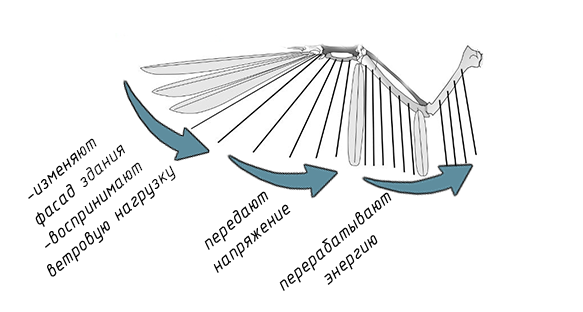 -изменяют
фасад здания
-воспринимают
ветровую нагрузку
передают
напряжение
перерабатывают
энергию